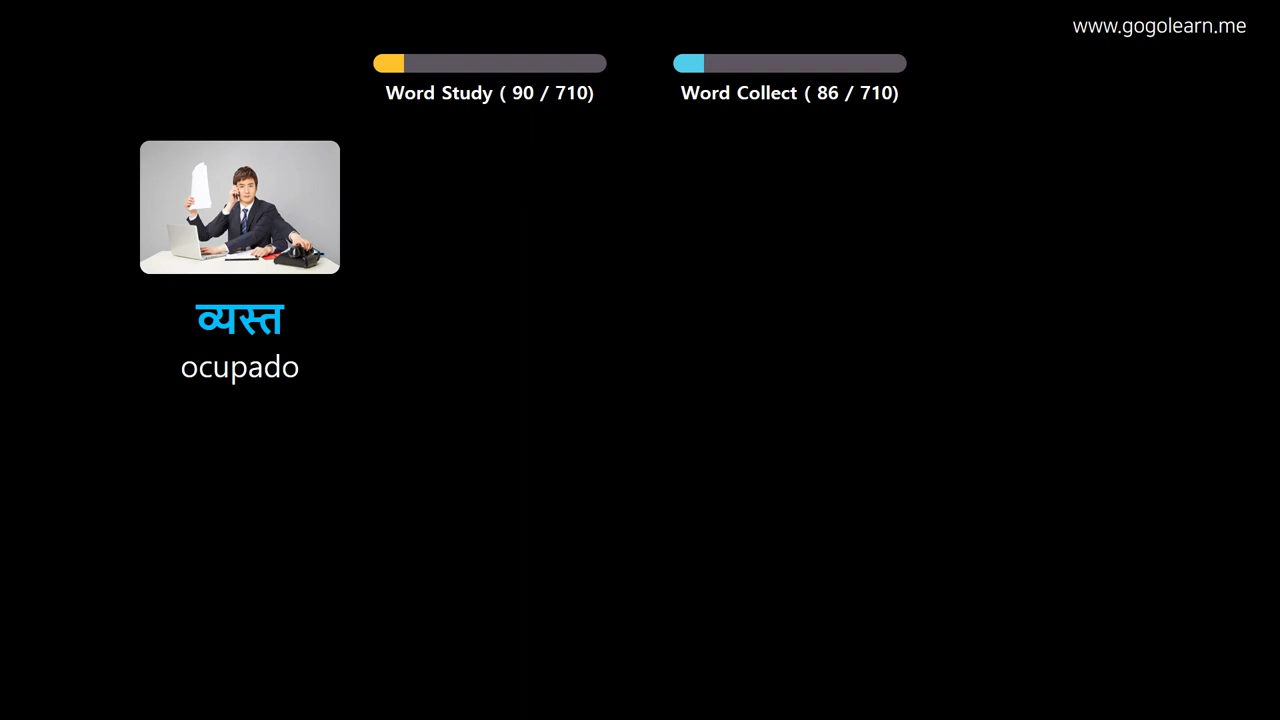 www.gogolearn.me
Word Study ( 90 / 710)
Word Collect ( 86 / 710)
व्यस्त
ocupado